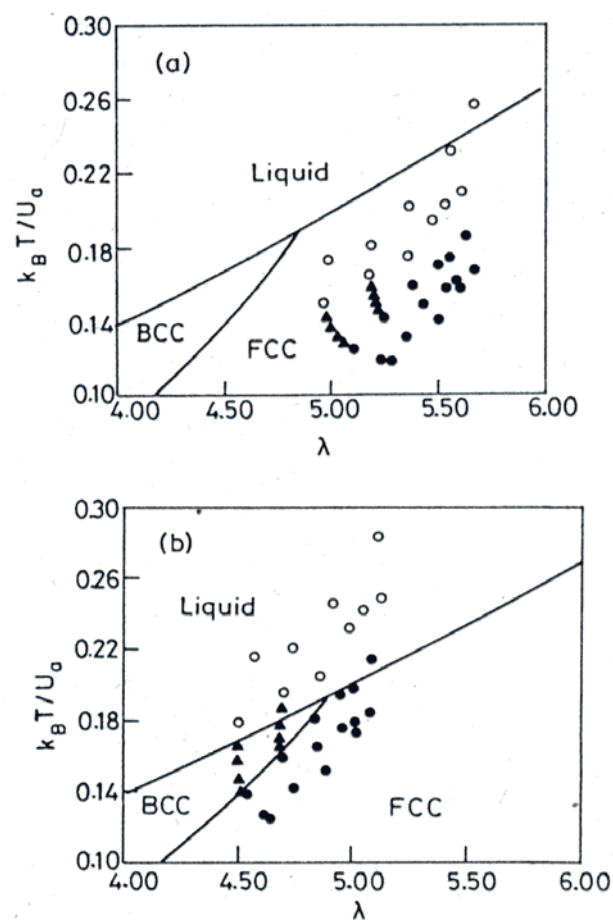 0.30
(a)
0.26
Liquid
0.22
k_B T/U_a
0.18
0.14
BCC
FCC
0.10
4.00 4.50 5.00 5.50 6.00
λ
0.30
(b)
0.26
Liquid
0.22
k_B T/U_a
0.18
0.14
BCC
FCC
0.10
4.00 4.50 5.00 5.50 6.00
λ